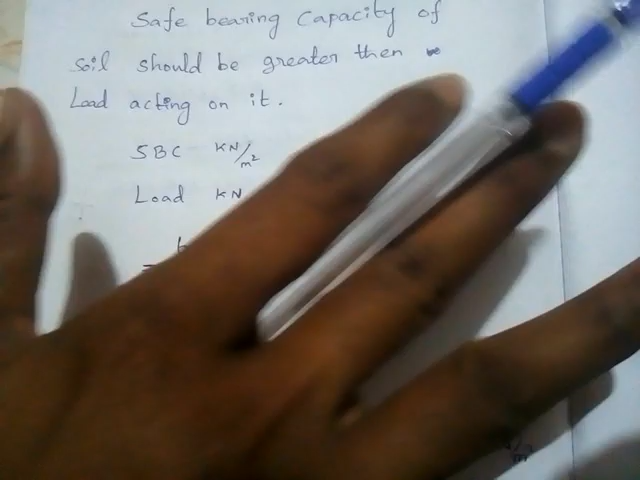 Safe bearing Capacity of
soil should be greater then
Load acting on it.
SBC KN/m²
Load KN